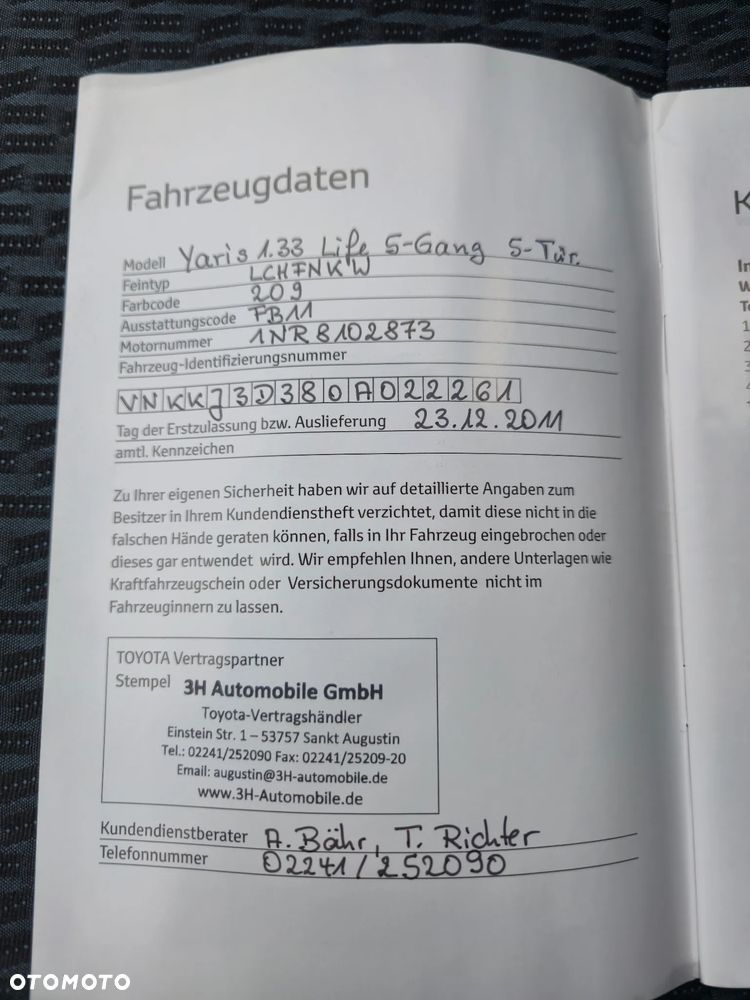 Fahrzeugdaten
Modell Yaris 1.33 Life 5-Gang 5-Tür.
Feintyp LCHFNKW
Farbcode 209
Ausstattungscode FB11
Motornummer 1NR8102873
Fahrzeug-Identifizierungsnummer
VNKKJ3D380A022261
Tag der Erstzulassung bzw. Auslieferung 23.12.2011
amtl. Kennzeichen
Zu Ihrer eigenen Sicherheit haben wir auf detaillierte Angaben zum
Besitzer in Ihrem Kundendienstheft verzichtet, damit diese nicht in die
falschen Hände geraten können, falls in Ihr Fahrzeug eingebrochen oder
dieses gar entwendet wird. Wir empfehlen Ihnen, andere Unterlagen wie
Kraftfahrzeugschein oder Versicherungsdokumente nicht im
Fahrzeuginnern zu lassen.
TOYOTA Vertragspartner
Stempel 3H Automobile GmbH
Toyota-Vertragshändler
Einstein Str. 1 – 53757 Sankt Augustin
Tel.: 02241/252090 Fax: 02241/25209-20
Email: augustin@3H-automobile.de
www.3H-Automobile.de
Kundendienstberater A. Bähr, T. Richter
Telefonnummer 02241/252090
OTOMOTO